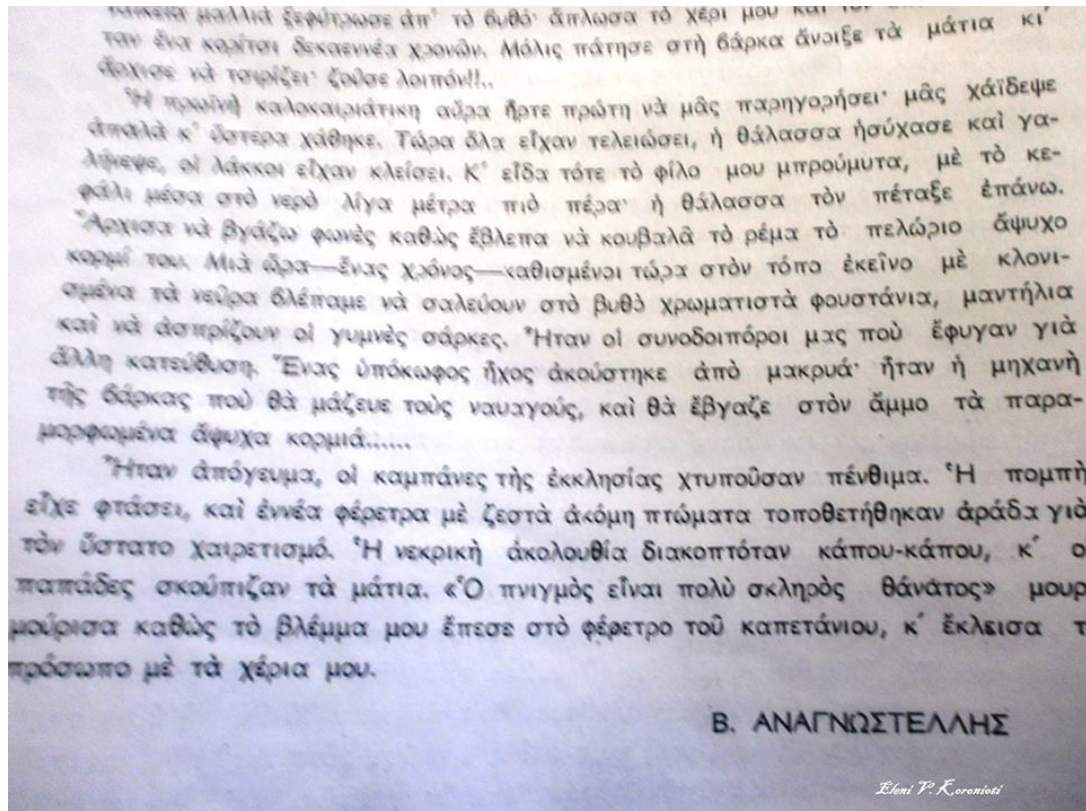 μαλλιὰ ξεφύτρωσε ἀπ' τὸ βυθὸ· ἅπλωσα τὸ χέρι μου καὶ τὸν
ταν ἕνα κορίτσι δεκαεννέα χρονῶν. Μόλις πάτησε στὴ βάρκα ἄνοιξε τὰ μάτια κι'
ἄρχισε νὰ τσιρίζει· ζοῦσε λοιπόν!!..
Ἡ πρωϊνὴ καλοκαιριάτικη αὔρα ἦρτε πρώτη νὰ μᾶς παρηγορήσει· μᾶς χάϊδεψε
ἁπαλὰ κ' ὕστερα χάθηκε. Τώρα ὅλα εἶχαν τελειώσει, ἡ θάλασσα ἡσύχασε καὶ γα-
λήνεψε, οἱ λάκκοι εἶχαν κλείσει. Κ' εἶδα τότε τὸ φίλο μου μπρούμυτα, μὲ τὸ κε-
φάλι μέσα στὸ νερὸ λίγα μέτρα πιὸ πέρα· ἡ θάλασσα τὸν πέταξε ἐπάνω.
Ἄρχισα νὰ βγάζω φωνὲς καθὼς ἔβλεπα νὰ κουβαλᾶ τὸ ρέμα τὸ πελώριο ἄψυχο
κορμί του. Μιὰ ὥρα—ἕνας χρόνος—καθισμένοι τώρα στὸν τόπο ἐκεῖνο μὲ κλονι-
σμένα τὰ νεῦρα βλέπαμε νὰ σαλεύουν στὸ βυθὸ χρωματιστὰ φουστάνια, μαντήλια
καὶ νὰ ἀσπρίζουν οἱ γυμνὲς σάρκες. Ἦταν οἱ συνοδοιπόροι μας ποὺ ἔφυγαν γιὰ
ἄλλη κατεύθυση. Ἕνας ὑπόκωφος ἦχος ἀκούστηκε ἀπὸ μακρυά· ἦταν ἡ μηχανὴ
τῆς βάρκας ποὺ θὰ μάζευε τοὺς ναυαγούς, καὶ θὰ ἔβγαζε στὸν ἄμμο τὰ παρα-
μορφωμένα ἄψυχα κορμιά......
Ἦταν ἀπόγευμα, οἱ καμπάνες τῆς ἐκκλησίας χτυποῦσαν πένθιμα. Ἡ πομπὴ
εἶχε φτάσει, καὶ ἐννέα φέρετρα μὲ ζεστὰ ἀκόμη πτώματα τοποθετήθηκαν ἀράδα γιὰ
τὸν ὕστατο χαιρετισμό. Ἡ νεκρικὴ ἀκολουθία διακοπτόταν κάπου-κάπου, κ' ο
παπάδες σκούπιζαν τὰ μάτια. «Ὁ πνιγμὸς εἶναι πολὺ σκληρὸς θάνατος» μουρ
μούρισα καθὼς τὸ βλέμμα μου ἔπεσε στὸ φέρετρο τοῦ καπετάνιου, κ' ἔκλεισα τ
πρόσωπο μὲ τὰ χέρια μου.
Β. ΑΝΑΓΝΩΣΤΕΛΛΗΣ
Eleni V. Koronioti